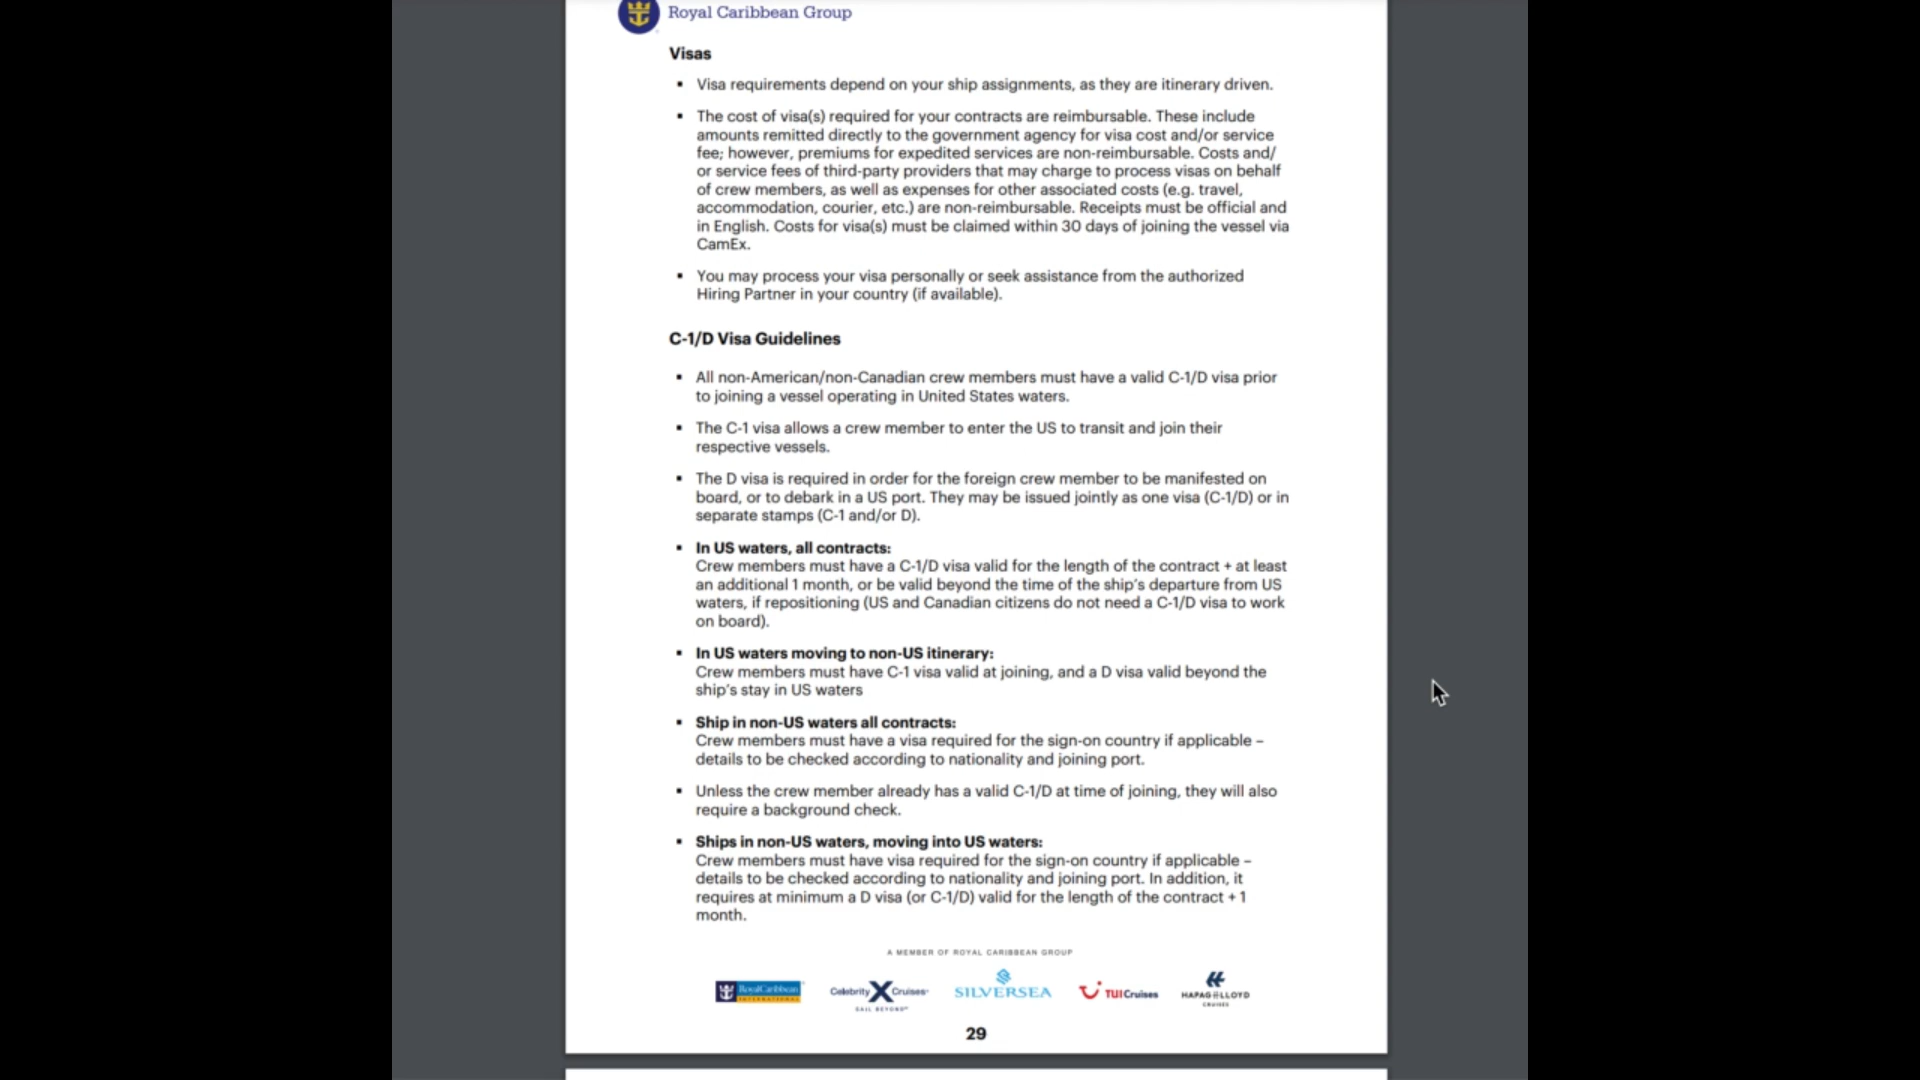 Royal Caribbean Group
Visas
▪ Visa requirements depend on your ship assignments, as they are itinerary driven.
▪ The cost of visa(s) required for your contracts are reimbursable. These include
amounts remitted directly to the government agency for visa cost and/or service
fee; however, premiums for expedited services are non-reimbursable. Costs and/
or service fees of third-party providers that may charge to process visas on behalf
of crew members, as well as expenses for other associated costs (e.g. travel,
accommodation, courier, etc.) are non-reimbursable. Receipts must be official and
in English. Costs for visa(s) must be claimed within 30 days of joining the vessel via
CamEx.
▪ You may process your visa personally or seek assistance from the authorized
Hiring Partner in your country (if available).
C-1/D Visa Guidelines
▪ All non-American/non-Canadian crew members must have a valid C-1/D visa prior
to joining a vessel operating in United States waters.
▪ The C-1 visa allows a crew member to enter the US to transit and join their
respective vessels.
▪ The D visa is required in order for the foreign crew member to be manifested on
board, or to debark in a US port. They may be issued jointly as one visa (C-1/D) or in
separate stamps (C-1 and/or D).
▪ In US waters, all contracts:
Crew members must have a C-1/D visa valid for the length of the contract + at least
an additional 1 month, or be valid beyond the time of the ship's departure from US
waters, if repositioning (US and Canadian citizens do not need a C-1/D visa to work
on board).
▪ In US waters moving to non-US itinerary:
Crew members must have C-1 visa valid at joining, and a D visa valid beyond the
ship's stay in US waters
▪ Ship in non-US waters all contracts:
Crew members must have a visa required for the sign-on country if applicable –
details to be checked according to nationality and joining port.
▪ Unless the crew member already has a valid C-1/D at time of joining, they will also
require a background check.
▪ Ships in non-US waters, moving into US waters:
Crew members must have visa required for the sign-on country if applicable –
details to be checked according to nationality and joining port. In addition, it
requires at minimum a D visa (or C-1/D) valid for the length of the contract + 1
month.
A MEMBER OF ROYAL CARIBBEAN GROUP
RoyalCaribbean INTERNATIONAL
Celebrity X Cruises
SAIL BEYOND
SILVERSEA
TUI Cruises
HAPAG-LLOYD
CRUISES
29